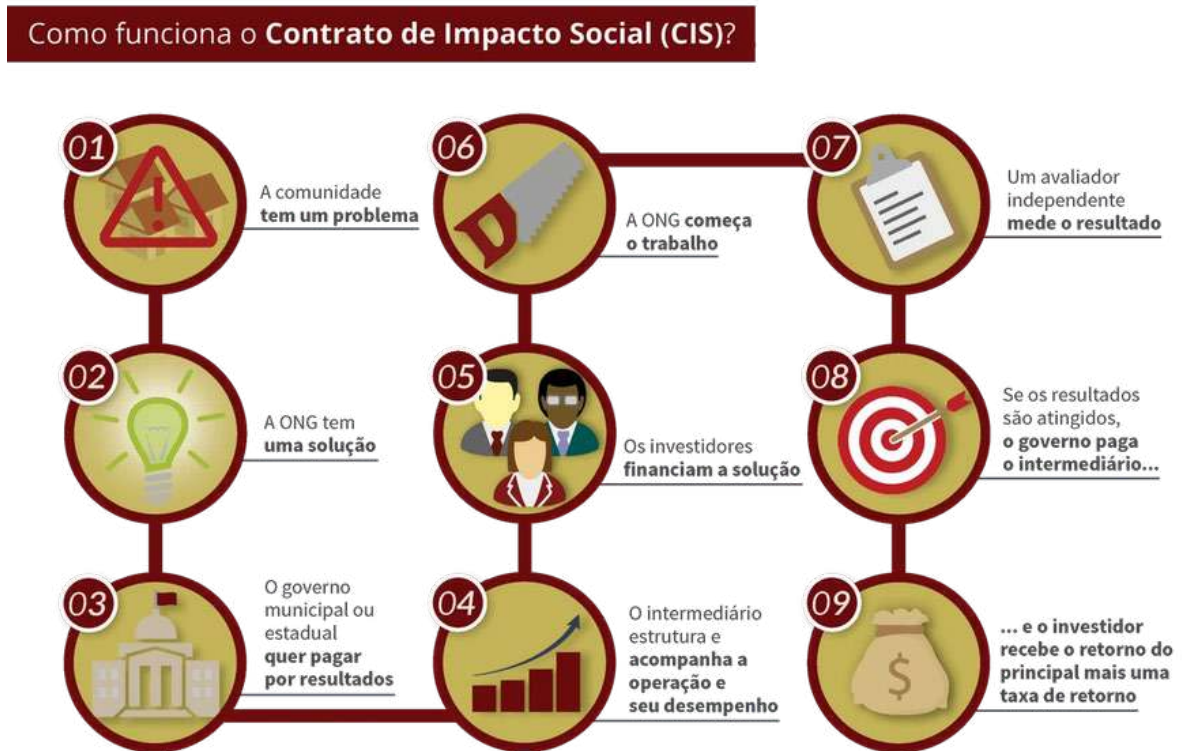 Como funciona o Contrato de Impacto Social (CIS)?
01
A comunidade
tem um problema
02
A ONG tem
uma solução
03
O governo
municipal ou
estadual
quer pagar
por resultados
04
O intermediário
estrutura e
acompanha a
operação e
seu desempenho
05
Os investidores
financiam a solução
06
A ONG começa
o trabalho
07
Um avaliador
independente
mede o resultado
08
Se os resultados
são atingidos,
o governo paga
o intermediário...
09
... e o investidor
recebe o retorno do
principal mais uma
taxa de retorno
$